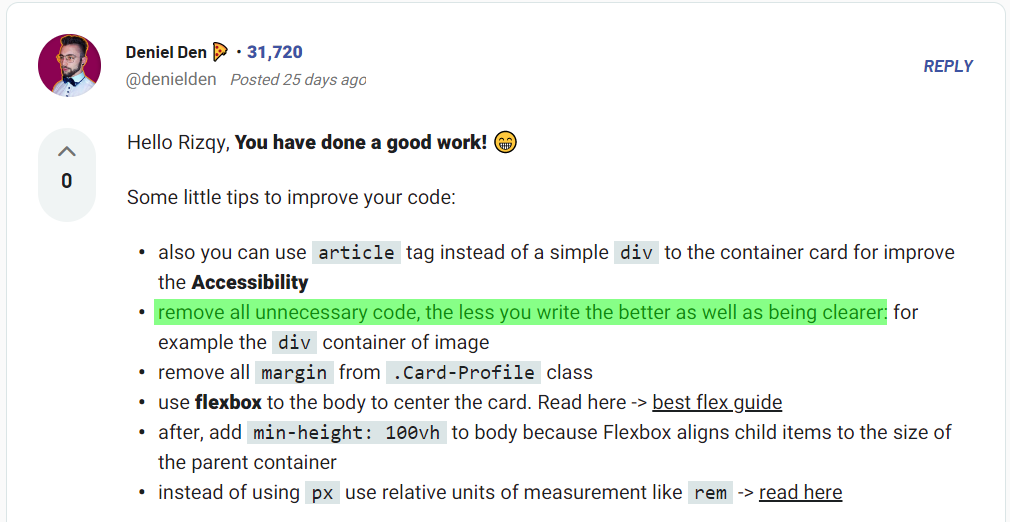 Deniel Den 🍕 • 31,720
@denielden Posted 25 days ago
REPLY
0
Hello Rizqy, You have done a good work! 😁
Some little tips to improve your code:
• also you can use article tag instead of a simple div to the container card for improve
the Accessibility
• remove all unnecessary code, the less you write the better as well as being clearer: for
example the div container of image
• remove all margin from .Card-Profile class
• use flexbox to the body to center the card. Read here -> best flex guide
• after, add min-height: 100vh to body because Flexbox aligns child items to the size of
the parent container
• instead of using px use relative units of measurement like rem -> read here